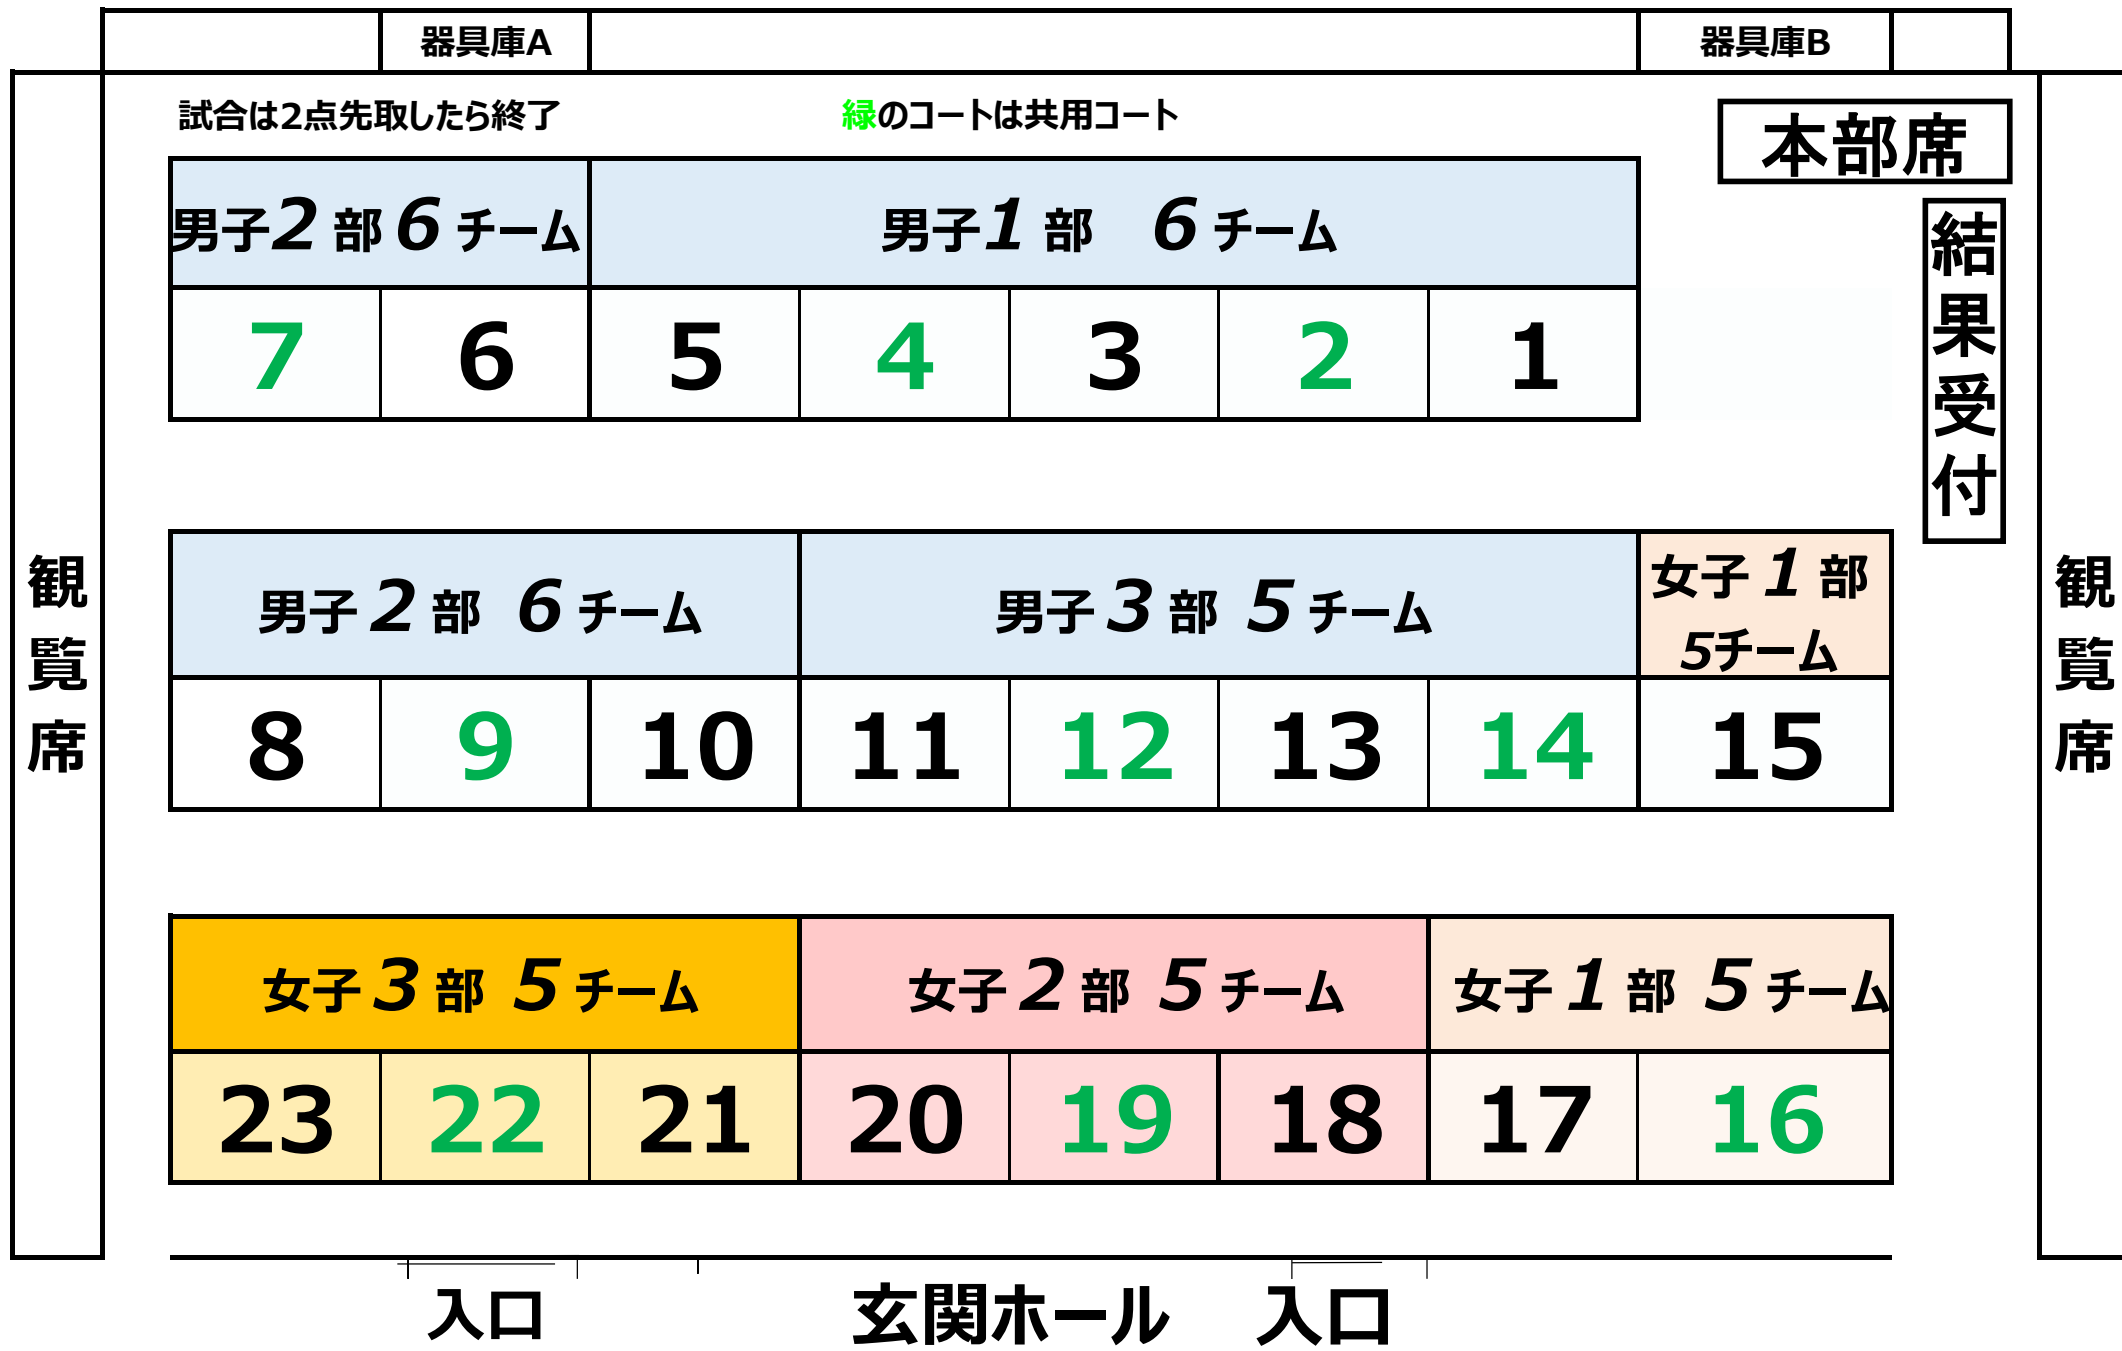 器具庫A 器具庫B
試合は2点先取したら終了 緑のコートは共用コート
本部席
結果受付
男子2部6チーム 男子1部 6チーム
7 6 5 4 3 2 1
観覧席
観覧席
男子2部 6チーム 男子3部 5チーム 女子1部
5チーム
8 9 10 11 12 13 14 15
女子3部 5チーム 女子2部 5チーム 女子1部 5チーム
23 22 21 20 19 18 17 16
入口 玄関ホール 入口